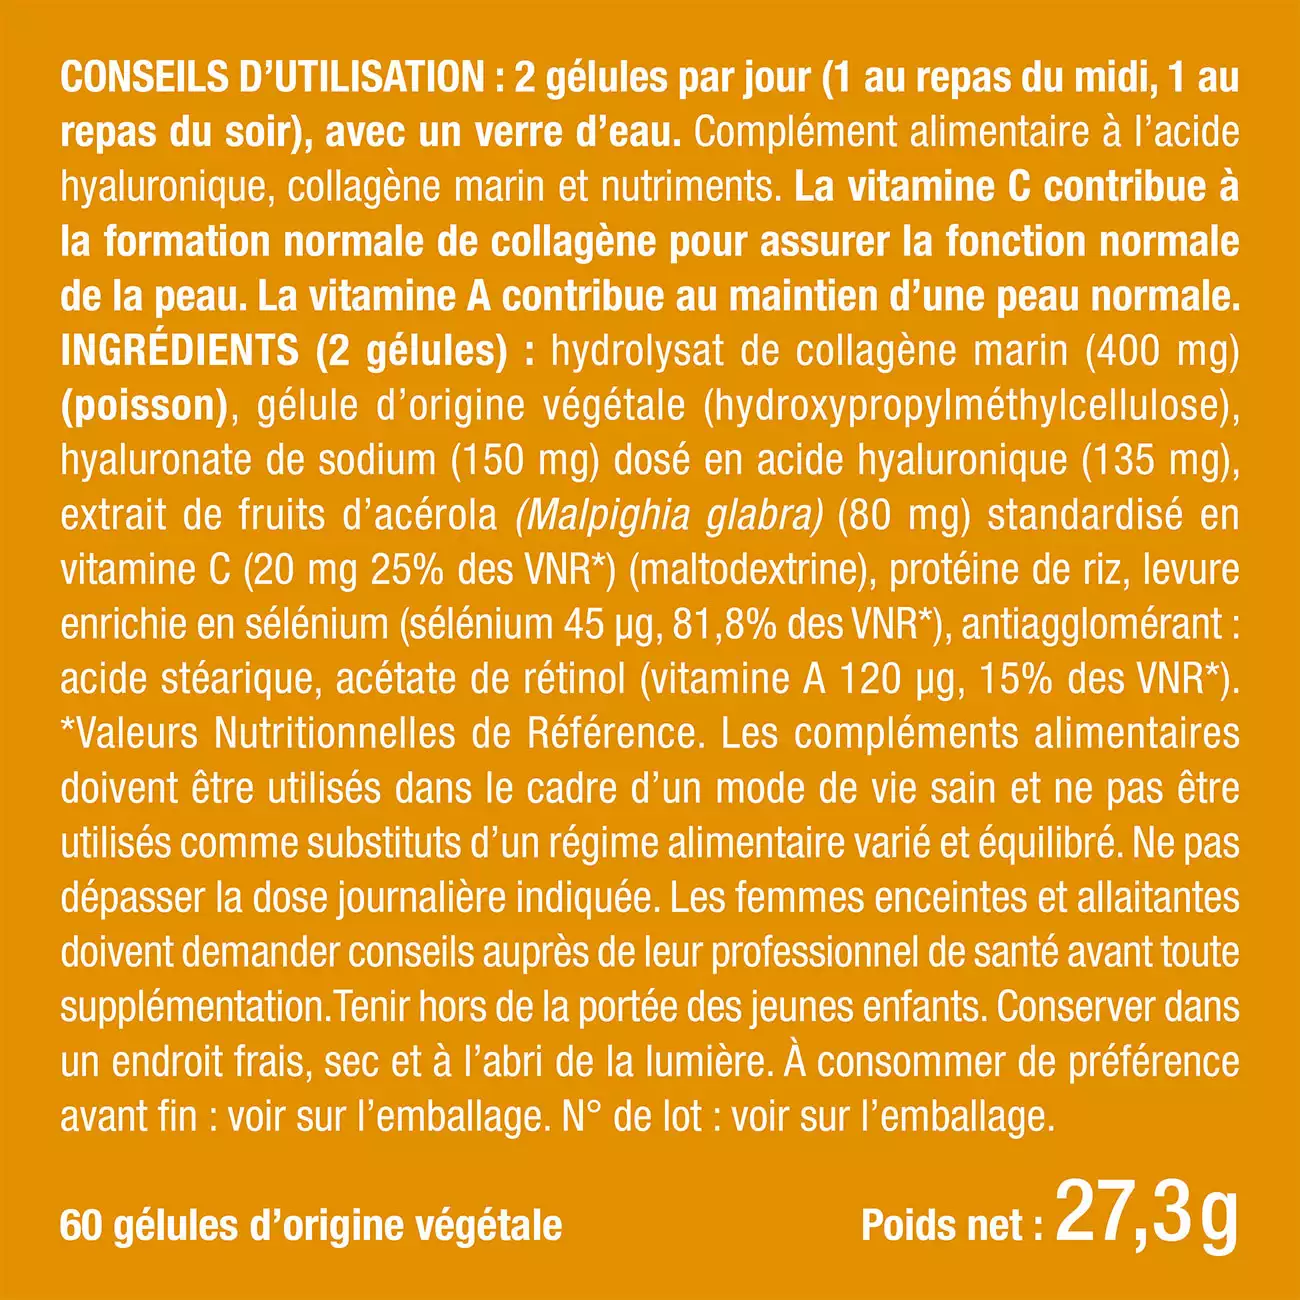 CONSEILS D’UTILISATION : 2 gélules par jour (1 au repas du midi, 1 au
repas du soir), avec un verre d’eau. Complément alimentaire à l’acide
hyaluronique, collagène marin et nutriments. La vitamine C contribue à
la formation normale de collagène pour assurer la fonction normale
de la peau. La vitamine A contribue au maintien d’une peau normale.
INGRÉDIENTS (2 gélules) : hydrolysat de collagène marin (400 mg)
(poisson), gélule d’origine végétale (hydroxypropylméthylcellulose),
hyaluronate de sodium (150 mg) dosé en acide hyaluronique (135 mg),
extrait de fruits d’acérola (Malpighia glabra) (80 mg) standardisé en
vitamine C (20 mg 25% des VNR*) (maltodextrine), protéine de riz, levure
enrichie en sélénium (sélénium 45 µg, 81,8% des VNR*), antiagglomérant :
acide stéarique, acétate de rétinol (vitamine A 120 µg, 15% des VNR*).
*Valeurs Nutritionnelles de Référence. Les compléments alimentaires
doivent être utilisés dans le cadre d’un mode de vie sain et ne pas être
utilisés comme substituts d’un régime alimentaire varié et équilibré. Ne pas
dépasser la dose journalière indiquée. Les femmes enceintes et allaitantes
doivent demander conseils auprès de leur professionnel de santé avant toute
supplémentation. Tenir hors de la portée des jeunes enfants. Conserver dans
un endroit frais, sec et à l’abri de la lumière. À consommer de préférence
avant fin : voir sur l’emballage. N° de lot : voir sur l’emballage.
60 gélules d’origine végétale
Poids net : 27,3 g